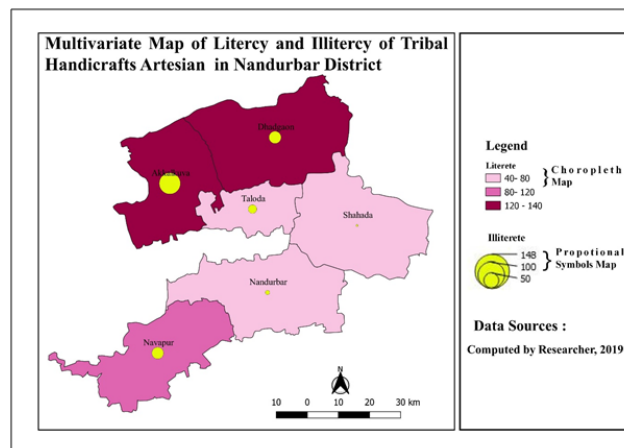 Multivariate Map of Litercy and Illitercy of Tribal
Handicrafts Artesian in Nandurbar District
Dhadgaon
Akkalkuwa
Taloda
Shahada
Nandurbar
Navapur
N
10 0 10 20 30 km
Legend
Literete
40- 80
80- 120
120 - 140
} Choropleth
Map
Illiterete
148
100
50
} Propotional
Symbols Map
Data Sources :
Computed by Researcher, 2019